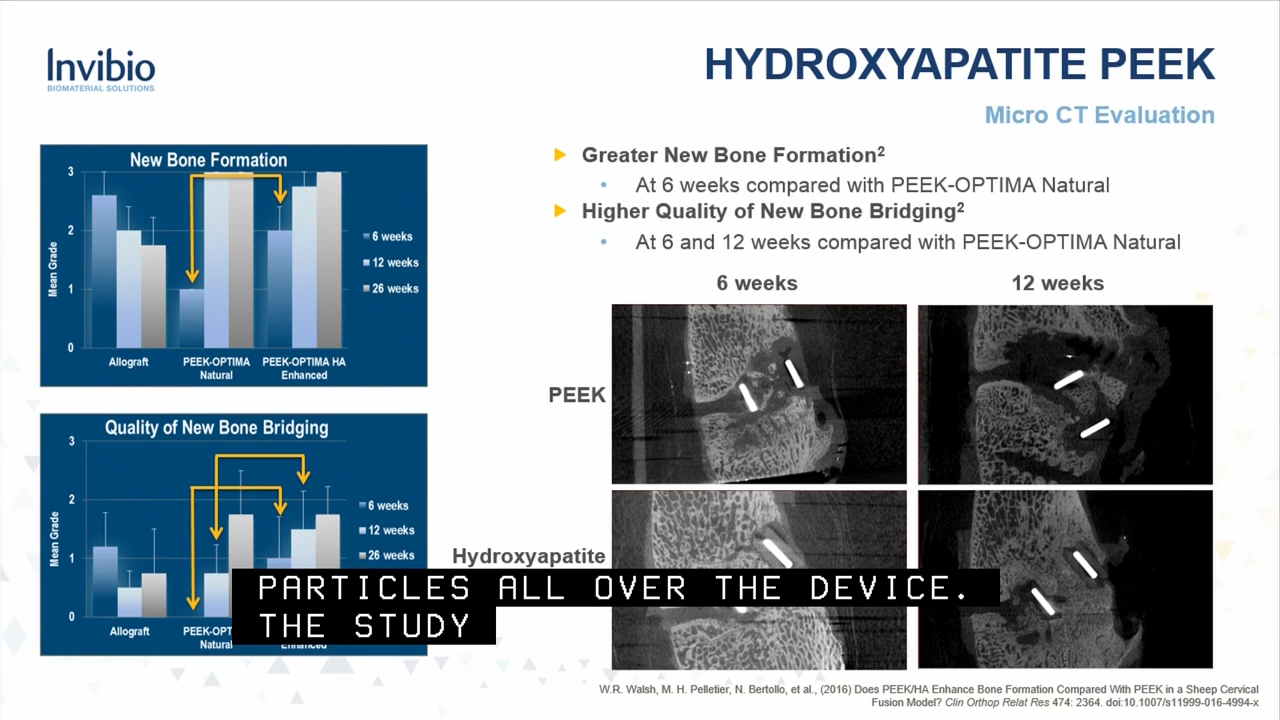 Invibio
BIOMATERIAL SOLUTIONS
HYDROXYAPATITE PEEK
Micro CT Evaluation
New Bone Formation
3
2
1
0
Mean Grade
6 weeks
12 weeks
26 weeks
Allograft
PEEK-OPTIMA
Natural
PEEK-OPTIMA HA
Enhanced
Greater New Bone Formation²
• At 6 weeks compared with PEEK-OPTIMA Natural
Higher Quality of New Bone Bridging²
• At 6 and 12 weeks compared with PEEK-OPTIMA Natural
Quality of New Bone Bridging
3
2
1
0
Mean Grade
6 weeks
12 weeks
26 weeks
Allograft
Natural
Enhanced
6 weeks
12 weeks
PEEK
Hydroxyapatite
PARTICLES ALL OVER THE DEVICE.
THE STUDY
W.R. Walsh, M. H. Pelletier, N. Bertollo, et al., (2016) Does PEEK/HA Enhance Bone Formation Compared With PEEK in a Sheep Cervical
Fusion Model? Clin Orthop Relat Res 474: 2364. doi:10.1007/s11999-016-4994-x